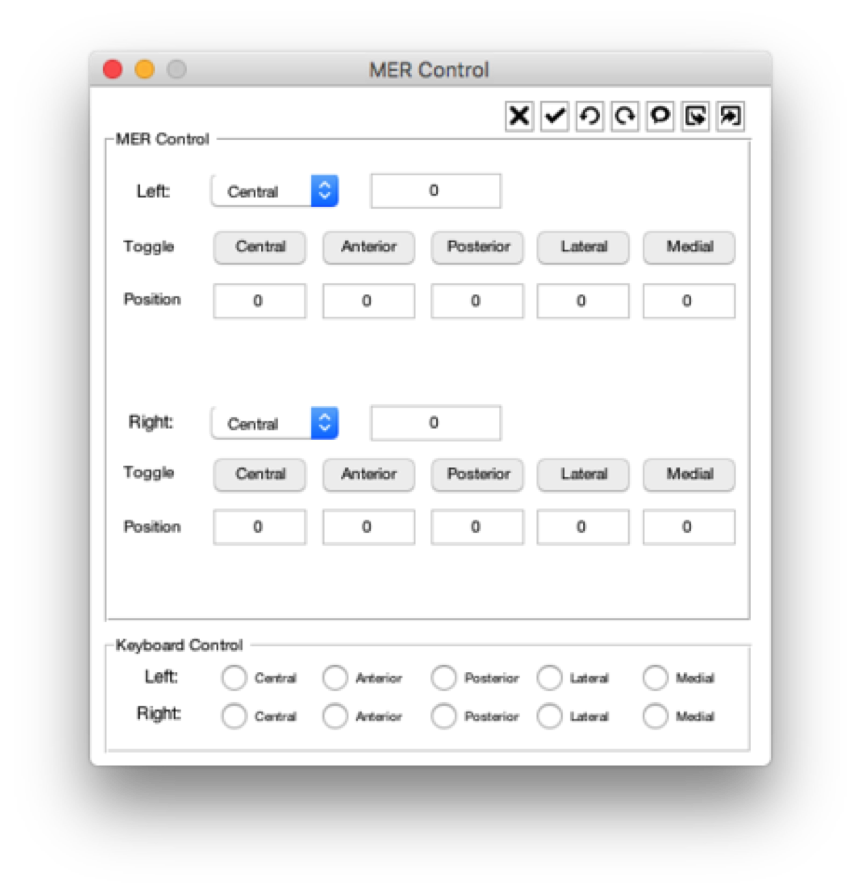 MER Control
MER Control
Left: Central 0
Toggle Central Anterior Posterior Lateral Medial
Position 0 0 0 0 0
Right: Central 0
Toggle Central Anterior Posterior Lateral Medial
Position 0 0 0 0 0
Keyboard Control
Left: Central Anterior Posterior Lateral Medial
Right: Central Anterior Posterior Lateral Medial